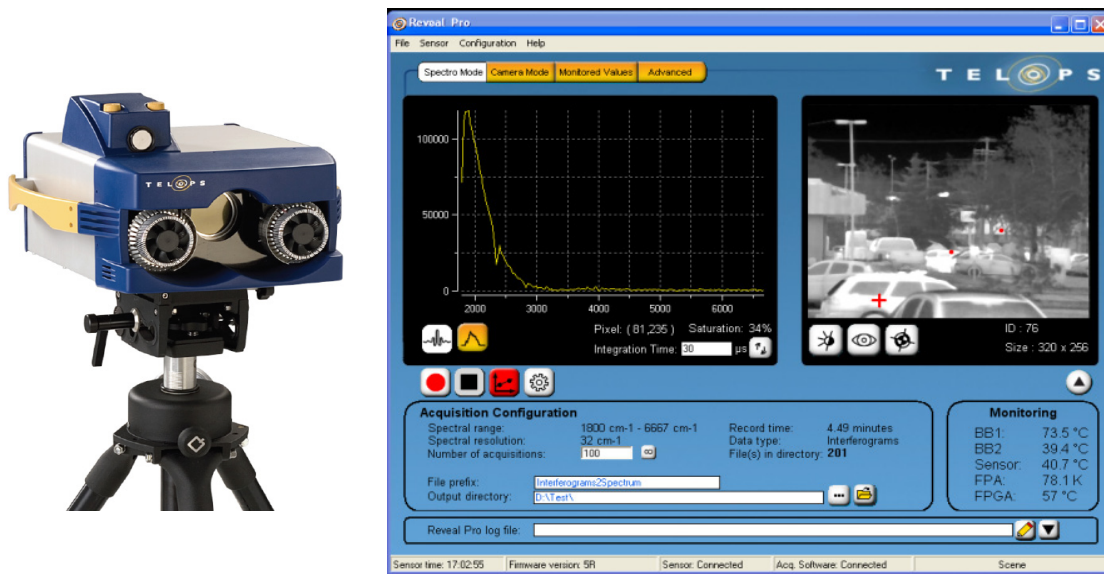 TELOPS
Reveal Pro
File Sensor Configuration Help
Spectro Mode Camera Mode Monitored Values Advanced
TELOPS
100000
50000
0
2000 3000 4000 5000 6000
Pixel: ( 81,235 ) Saturation: 34%
Integration Time: 30 µs
ID : 76
Size : 320 x 256
Acquisition Configuration
Spectral range: 1800 cm-1 - 6667 cm-1 Record time: 4.49 minutes
Spectral resolution: 32 cm-1 Data type: Interferograms
Number of acquisitions: 100 File(s) in directory: 201
File prefix: Interferograms2Spectrum
Output directory: D:\Test\
Monitoring
BB1: 73.5 °C
BB2 39.4 °C
Sensor: 40.7 °C
FPA: 78.1 K
FPGA: 57 °C
Reveal Pro log file:
Sensor time: 17:02:55 Firmware version: 5R Sensor: Connected Acq. Software: Connected Scene